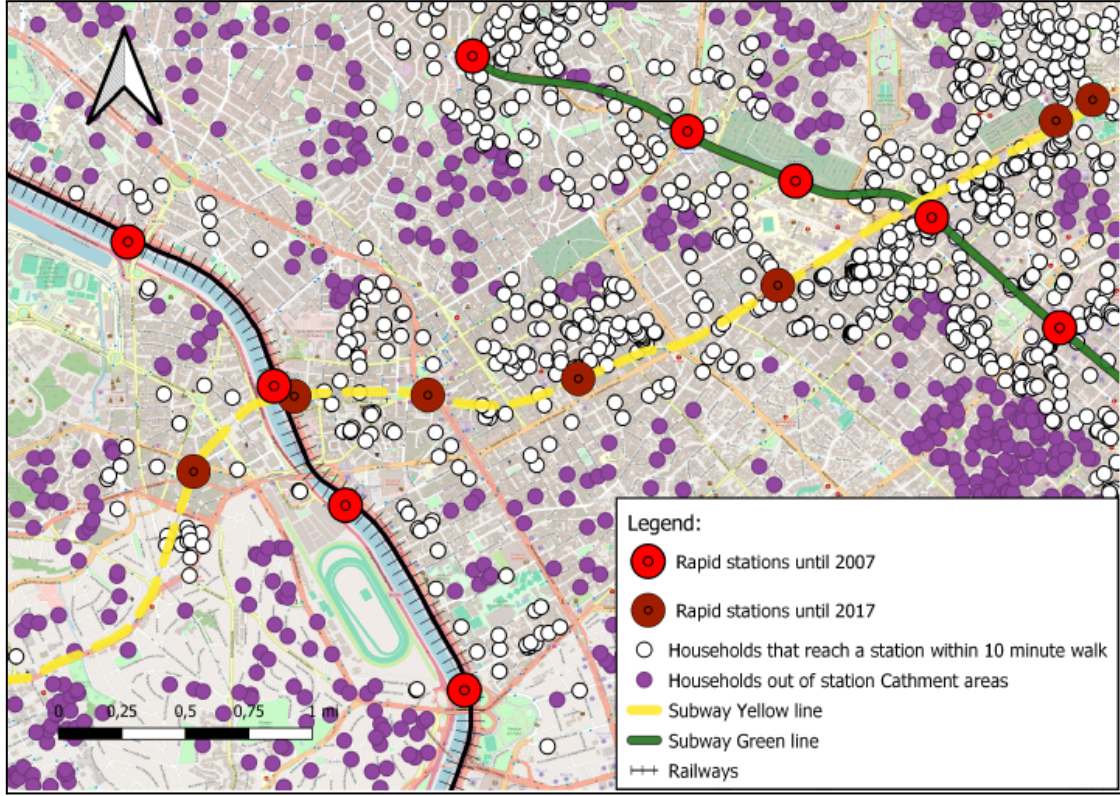 Legend:
Rapid stations until 2007
Rapid stations until 2017
Households that reach a station within 10 minute walk
Households out of station Cathment areas
Subway Yellow line
Subway Green line
Railways
0 0,25 0,5 0,75 1 mi